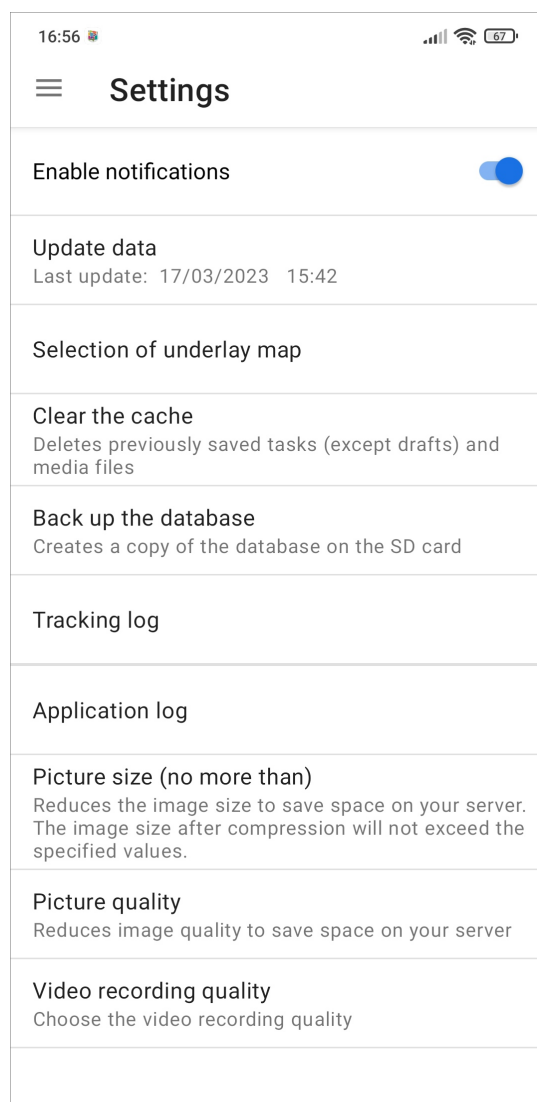 16:56
67
Settings
Enable notifications
Update data
Last update: 17/03/2023 15:42
Selection of underlay map
Clear the cache
Deletes previously saved tasks (except drafts) and
media files
Back up the database
Creates a copy of the database on the SD card
Tracking log
Application log
Picture size (no more than)
Reduces the image size to save space on your server.
The image size after compression will not exceed the
specified values.
Picture quality
Reduces image quality to save space on your server
Video recording quality
Choose the video recording quality